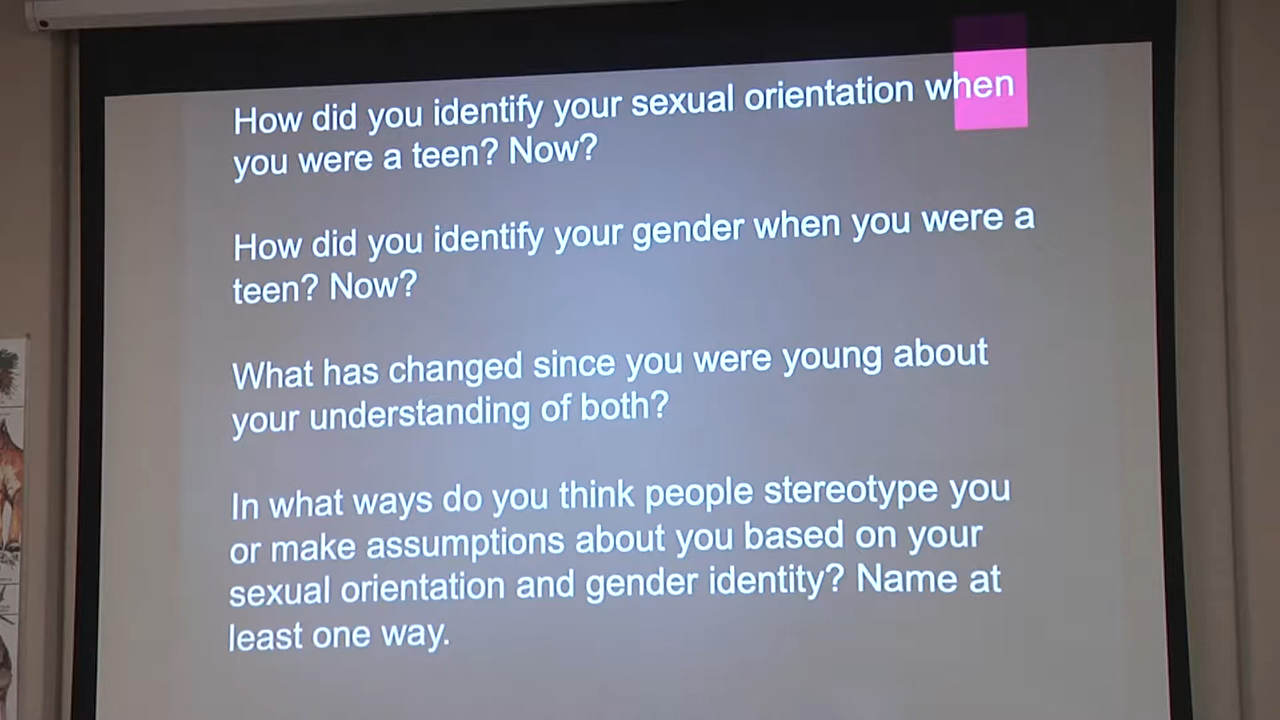 How did you identify your sexual orientation when
you were a teen? Now?
How did you identify your gender when you were a
teen? Now?
What has changed since you were young about
your understanding of both?
In what ways do you think people stereotype you
or make assumptions about you based on your
sexual orientation and gender identity? Name at
least one way.